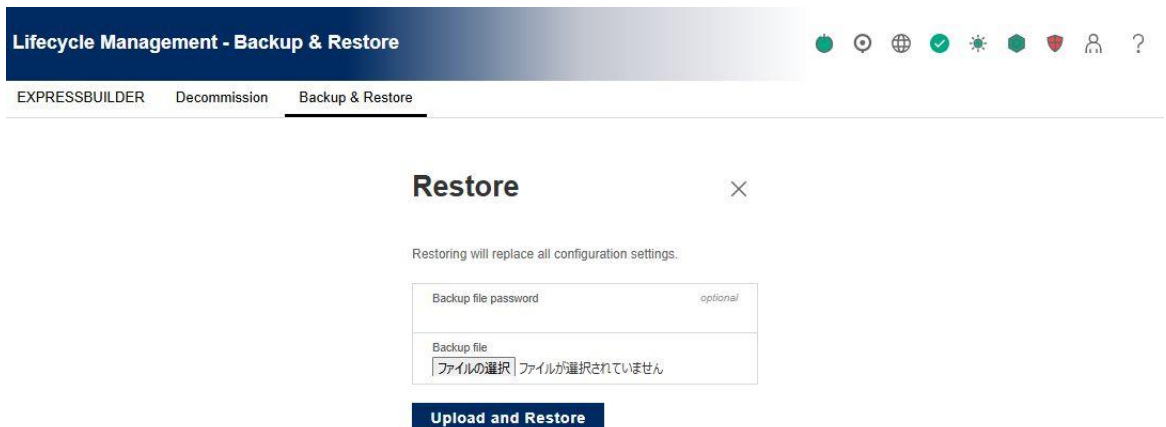 Lifecycle Management - Backup & Restore
?
EXPRESSBUILDER Decommission Backup & Restore
Restore
Restoring will replace all configuration settings.
Backup file password optional
Backup file
ファイルの選択 ファイルが選択されていません
Upload and Restore